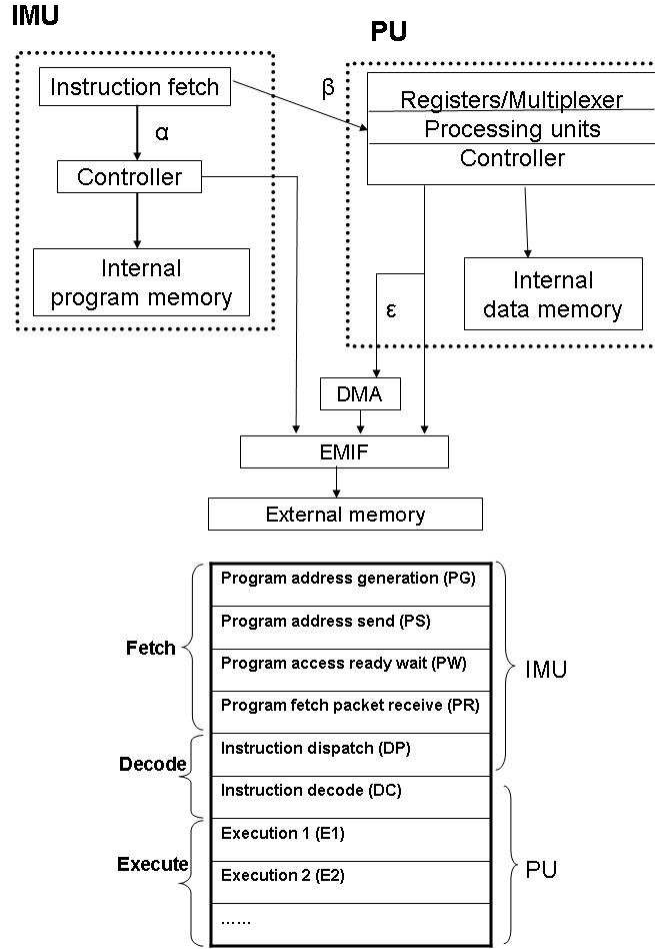 IMU
PU
Instruction fetch
β
Registers/Multiplexer
Processing units
Controller
α
Controller
Internal
program memory
Internal
data memory
ε
DMA
EMIF
External memory
Program address generation (PG)
Program address send (PS)
Fetch
Program access ready wait (PW)
IMU
Program fetch packet receive (PR)
Instruction dispatch (DP)
Decode
Instruction decode (DC)
Execution 1 (E1)
Execute
Execution 2 (E2)
PU
......